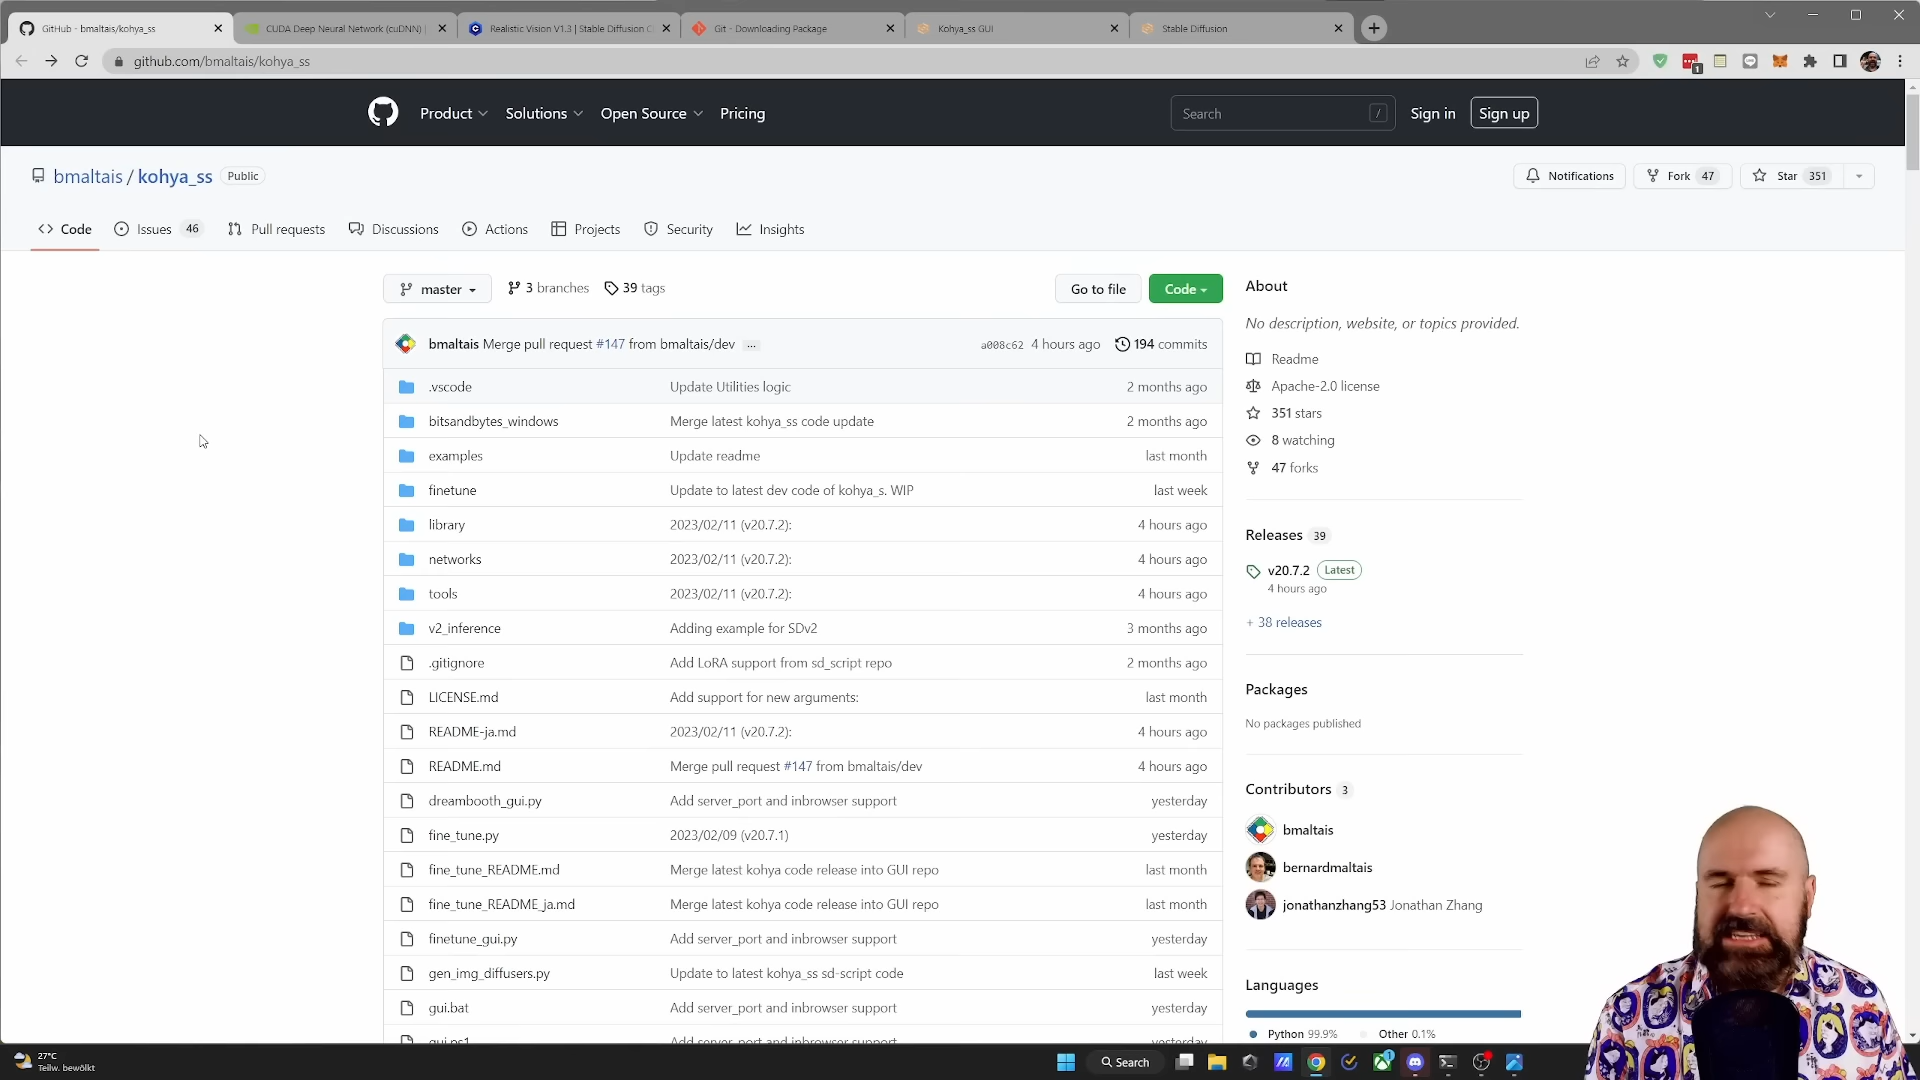 GitHub - bmaltais/kohya_ss
CUDA Deep Neural Network (cuDNN) |
Realistic Vision V1.3 | Stable Diffusion C
Git - Downloading Package
Kohya_ss GUI
Stable Diffusion
github.com/bmaltais/kohya_ss
1
Product
Solutions
Open Source
Pricing
Search
/
Sign in
Sign up
bmaltais / kohya_ss
Public
Notifications
Fork 47
Star 351
<> Code
Issues 46
Pull requests
Discussions
Actions
Projects
Security
Insights
master
3 branches
39 tags
Go to file
Code
bmaltais Merge pull request #147 from bmaltais/dev ...
a008c62 4 hours ago
194 commits
.vscode Update Utilities logic 2 months ago
bitsandbytes_windows Merge latest kohya_ss code update 2 months ago
examples Update readme last month
finetune Update to latest dev code of kohya_s. WIP last week
library 2023/02/11 (v20.7.2): 4 hours ago
networks 2023/02/11 (v20.7.2): 4 hours ago
tools 2023/02/11 (v20.7.2): 4 hours ago
v2_inference Adding example for SDv2 3 months ago
.gitignore Add LoRA support from sd_script repo 2 months ago
LICENSE.md Add support for new arguments: last month
README-ja.md 2023/02/11 (v20.7.2): 4 hours ago
README.md Merge pull request #147 from bmaltais/dev 4 hours ago
dreambooth_gui.py Add server_port and inbrowser support yesterday
fine_tune.py 2023/02/09 (v20.7.1) yesterday
fine_tune_README.md Merge latest kohya code release into GUI repo last month
fine_tune_README_ja.md Merge latest kohya code release into GUI repo last month
finetune_gui.py Add server_port and inbrowser support yesterday
gen_img_diffusers.py Update to latest kohya_ss sd-script code last week
gui.bat Add server_port and inbrowser support yesterday
gui.ps1 Add server_port and inbrowser support yesterday
About
No description, website, or topics provided.
Readme
Apache-2.0 license
351 stars
8 watching
47 forks
Releases 39
v20.7.2 Latest
4 hours ago
+ 38 releases
Packages
No packages published
Contributors 3
bmaltais
bernardmaltais
jonathanzhang53 Jonathan Zhang
Languages
Python 99.9%
Other 0.1%
27°C
Teilw. bewölkt
Search
1